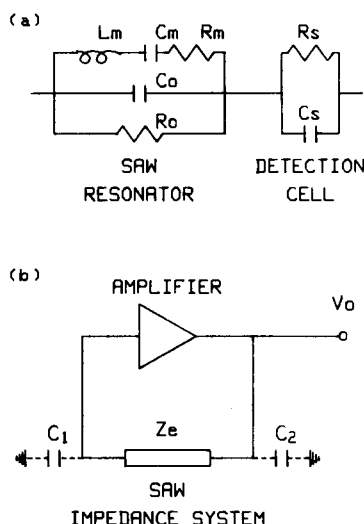 (a)
Lm Cm Rm
Co
Ro
Rs
Cs
SAW
RESONATOR
DETECTION
CELL
(b)
AMPLIFIER
Vo
C1
Ze
C2
SAW
IMPEDANCE SYSTEM